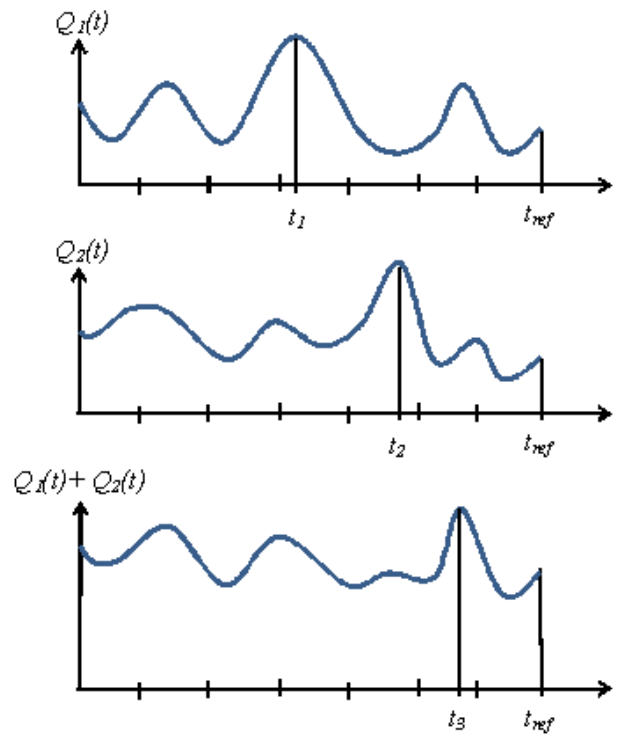 Q1(t)
t1
tref
Q2(t)
t2
tref
Q1(t) + Q2(t)
t3
tref